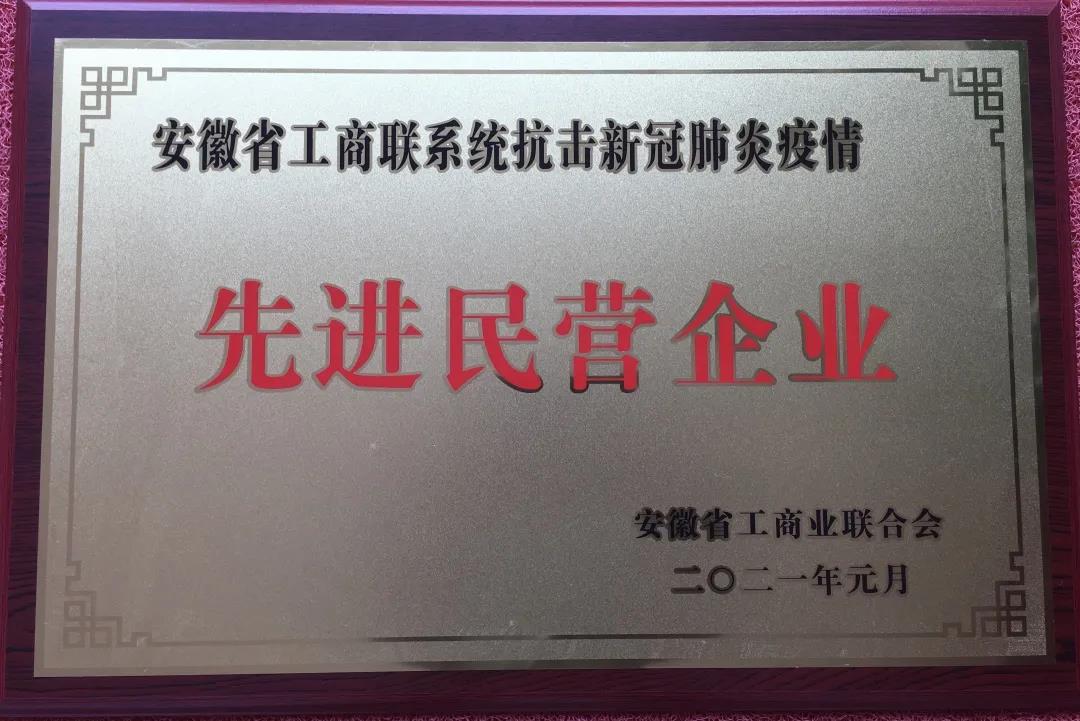 安徽省工商联系统抗击新冠肺炎疫情
先进民营企业
安徽省工商业联合会
二〇二一年元月